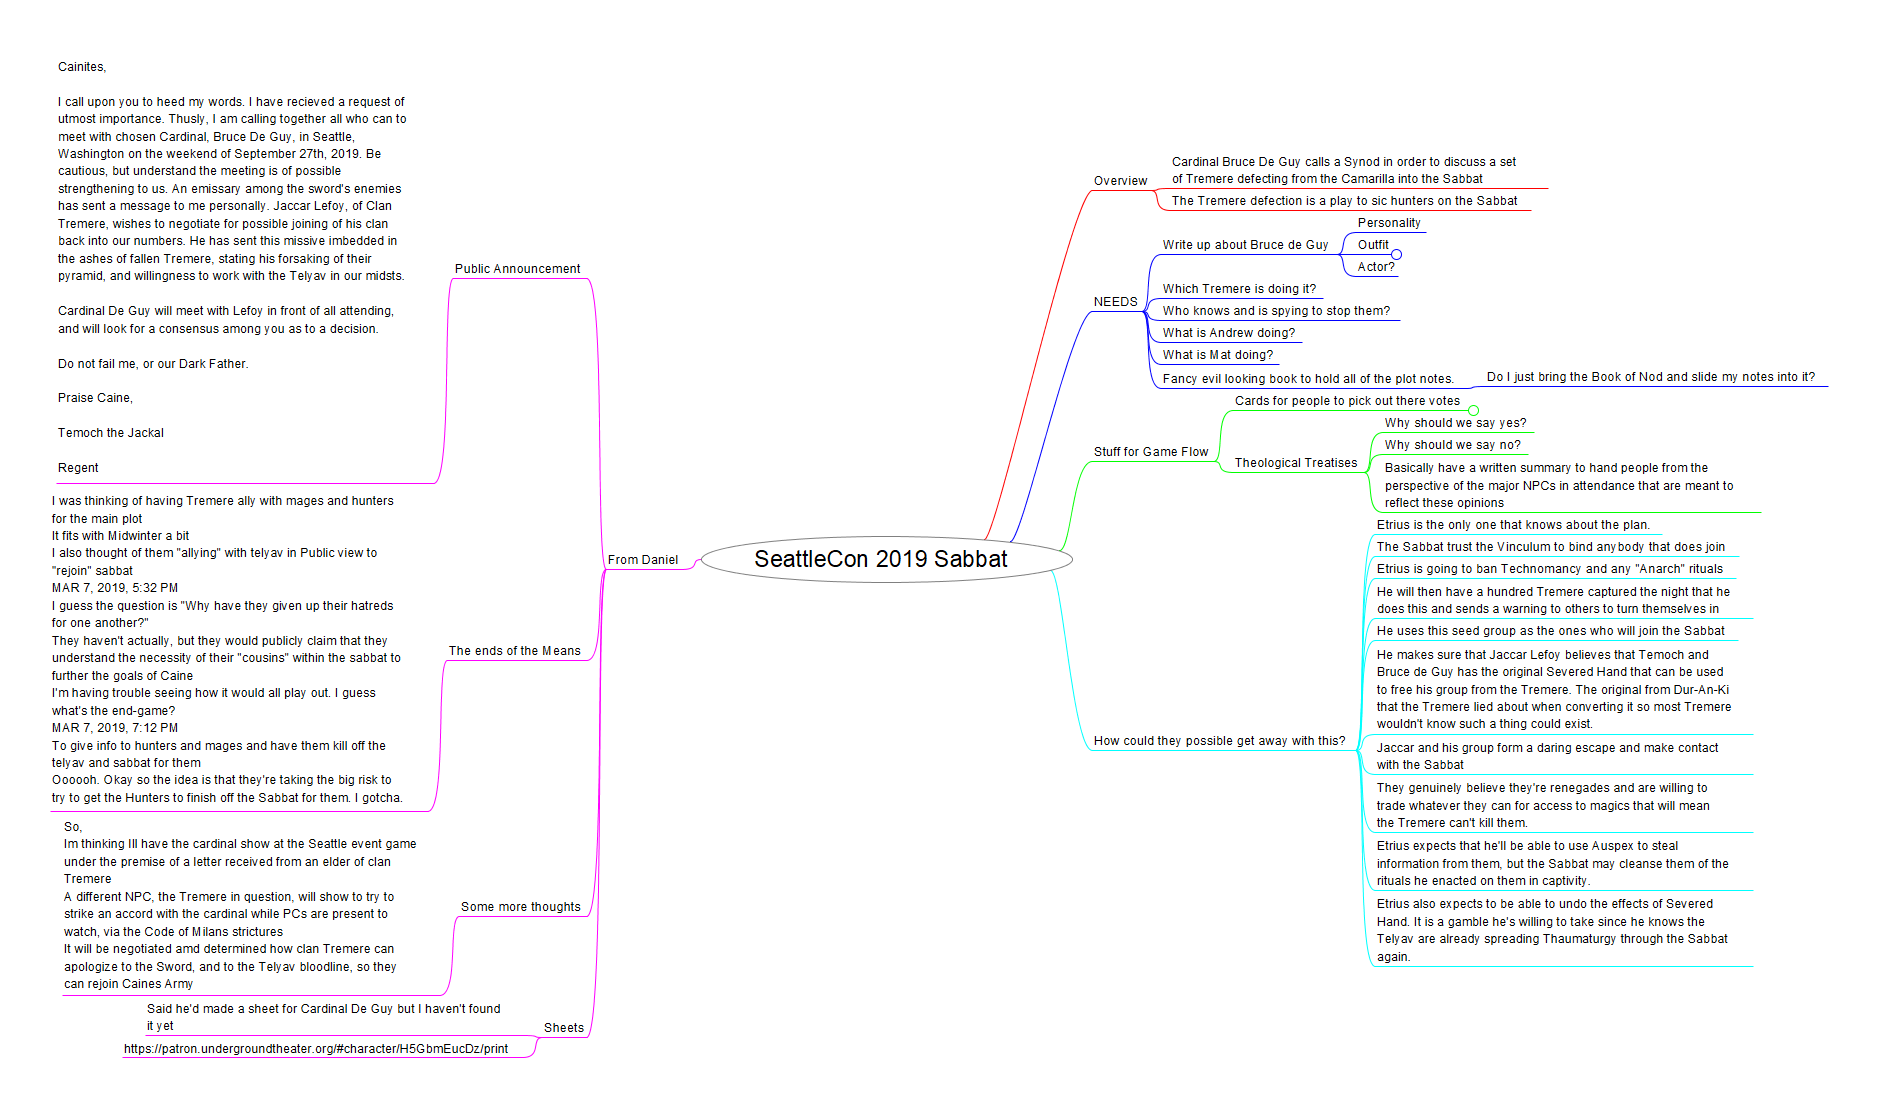 Cainites,
I call upon you to heed my words. I have recieved a request of
utmost importance. Thusly, I am calling together all who can to
meet with chosen Cardinal, Bruce De Guy, in Seattle,
Washington on the weekend of September 27th, 2019. Be
cautious, but understand the meeting is of possible
strengthening to us. An emissary among the sword's enemies
has sent a message to me personally. Jaccar Lefoy, of Clan
Tremere, wishes to negotiate for possible joining of his clan
back into our numbers. He has sent this missive imbedded in
the ashes of fallen Tremere, stating his forsaking of their
pyramid, and willingness to work with the Telyav in our midsts.
Cardinal De Guy will meet with Lefoy in front of all attending,
and will look for a consensus among you as to a decision.
Do not fail me, or our Dark Father.
Praise Caine,
Temoch the Jackal
Regent
Public Announcement
I was thinking of having Tremere ally with mages and hunters
for the main plot
It fits with Midwinter a bit
I also thought of them "allying" with telyav in Public view to
"rejoin" sabbat
MAR 7, 2019, 5:32 PM
I guess the question is "Why have they given up their hatreds
for one another?"
They haven't actually, but they would publicly claim that they
understand the necessity of their "cousins" within the sabbat to
further the goals of Caine
I'm having trouble seeing how it would all play out. I guess
what's the end-game?
MAR 7, 2019, 7:12 PM
To give info to hunters and mages and have them kill off the
telyav and sabbat for them
Oooooh. Okay so the idea is that they're taking the big risk to
try to get the Hunters to finish off the Sabbat for them. I gotcha.
The ends of the Means
So,
Im thinking Ill have the cardinal show at the Seattle event game
under the premise of a letter received from an elder of clan
Tremere
A different NPC, the Tremere in question, will show to try to
strike an accord with the cardinal while PCs are present to
watch, via the Code of Milans strictures
It will be negotiated amd determined how clan Tremere can
apologize to the Sword, and to the Telyav bloodline, so they
can rejoin Caines Army
Some more thoughts
Said he'd made a sheet for Cardinal De Guy but I haven't found
it yet
https://patron.undergroundtheater.org/#character/H5GbmEucDz/print
Sheets
From Daniel
SeattleCon 2019 Sabbat
Overview
Cardinal Bruce De Guy calls a Synod in order to discuss a set
of Tremere defecting from the Camarilla into the Sabbat
The Tremere defection is a play to sic hunters on the Sabbat
NEEDS
Write up about Bruce de Guy
Personality
Outfit
Actor?
Which Tremere is doing it?
Who knows and is spying to stop them?
What is Andrew doing?
What is Mat doing?
Fancy evil looking book to hold all of the plot notes.
Do I just bring the Book of Nod and slide my notes into it?
Stuff for Game Flow
Cards for people to pick out there votes
Theological Treatises
Why should we say yes?
Why should we say no?
Basically have a written summary to hand people from the
perspective of the major NPCs in attendance that are meant to
reflect these opinions
How could they possible get away with this?
Etrius is the only one that knows about the plan.
The Sabbat trust the Vinculum to bind anybody that does join
Etrius is going to ban Technomancy and any "Anarch" rituals
He will then have a hundred Tremere captured the night that he
does this and sends a warning to others to turn themselves in
He uses this seed group as the ones who will join the Sabbat
He makes sure that Jaccar Lefoy believes that Temoch and
Bruce de Guy has the original Severed Hand that can be used
to free his group from the Tremere. The original from Dur-An-Ki
that the Tremere lied about when converting it so most Tremere
wouldn't know such a thing could exist.
Jaccar and his group form a daring escape and make contact
with the Sabbat
They genuinely believe they're renegades and are willing to
trade whatever they can for access to magics that will mean
the Tremere can't kill them.
Etrius expects that he'll be able to use Auspex to steal
information from them, but the Sabbat may cleanse them of the
rituals he enacted on them in captivity.
Etrius also expects to be able to undo the effects of Severed
Hand. It is a gamble he's willing to take since he knows the
Telyav are already spreading Thaumaturgy through the Sabbat
again.